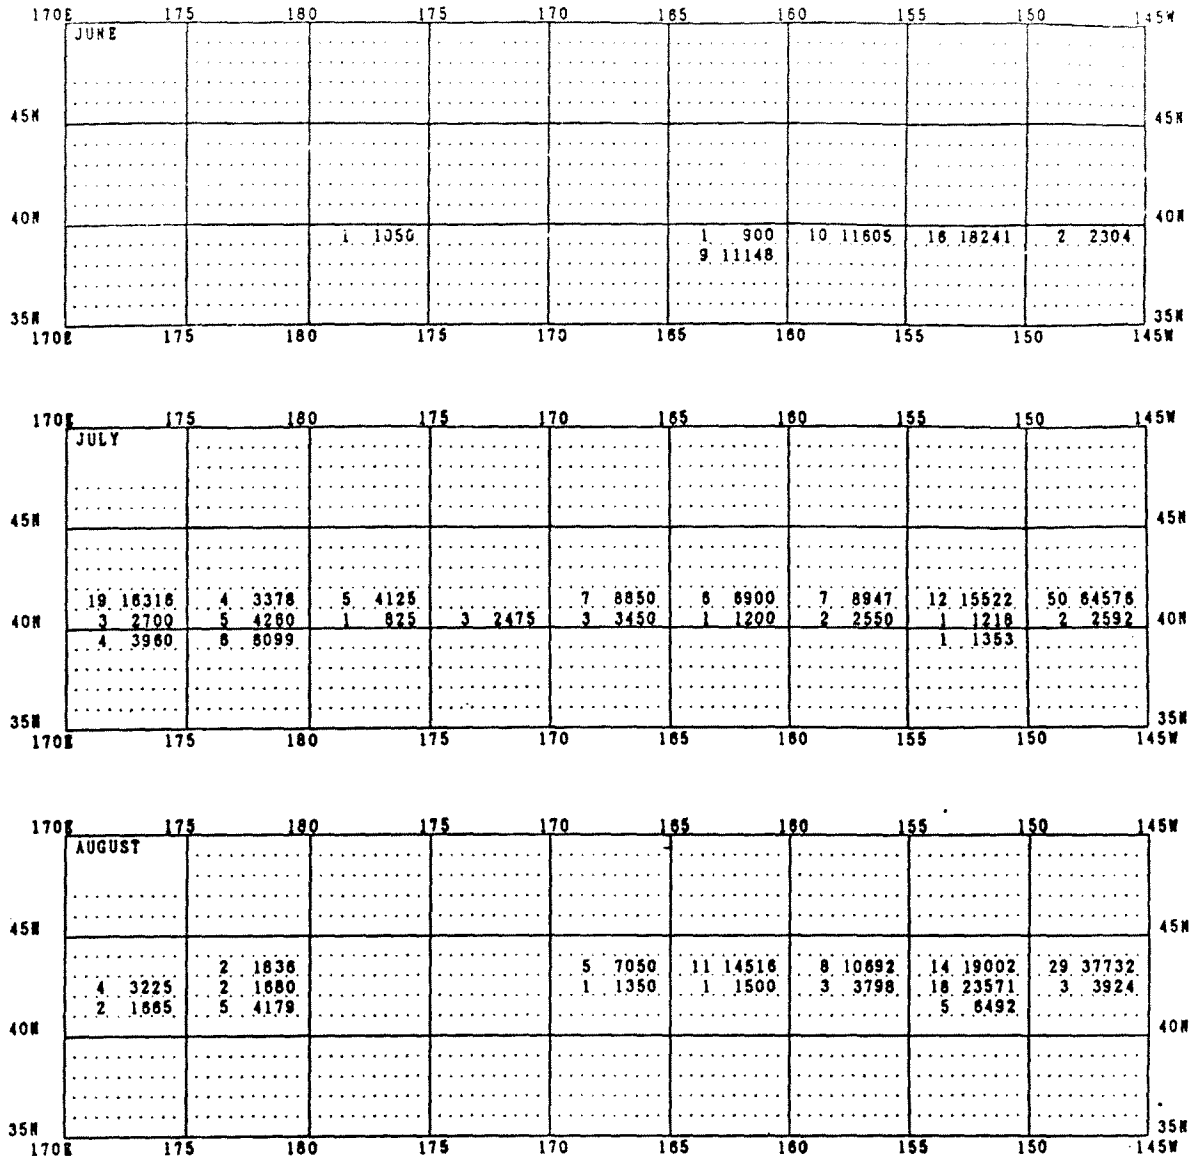 170E 175 180 175 170 165 160 155 150 145W
JUNE
45N 45N
40N 40N
1 1050 1 900 10 11605 16 18241 2 2304
9 11148
35N 35N
170E 175 180 175 170 165 160 155 150 145W
170E 175 180 175 170 165 160 155 150 145W
JULY
45N 45N
19 16316 4 3378 5 4125 7 8850 6 6900 7 8947 12 15522 50 64576
3 2700 5 4260 1 825 3 2475 3 3450 1 1200 2 2550 1 1218 2 2592
40N 40N
4 3960 6 6099 1 1353
35N 35N
170E 175 180 175 170 165 160 155 150 145W
170E 175 180 175 170 165 160 155 150 145W
AUGUST
45N 45N
2 1836 5 7050 11 14516 8 10692 14 19002 29 37732
4 3225 2 1680 1 1350 1 1500 3 3798 18 23571 3 3924
2 1665 5 4179 5 6492
40N 40N
35N 35N
170E 175 180 175 170 165 160 155 150 145W